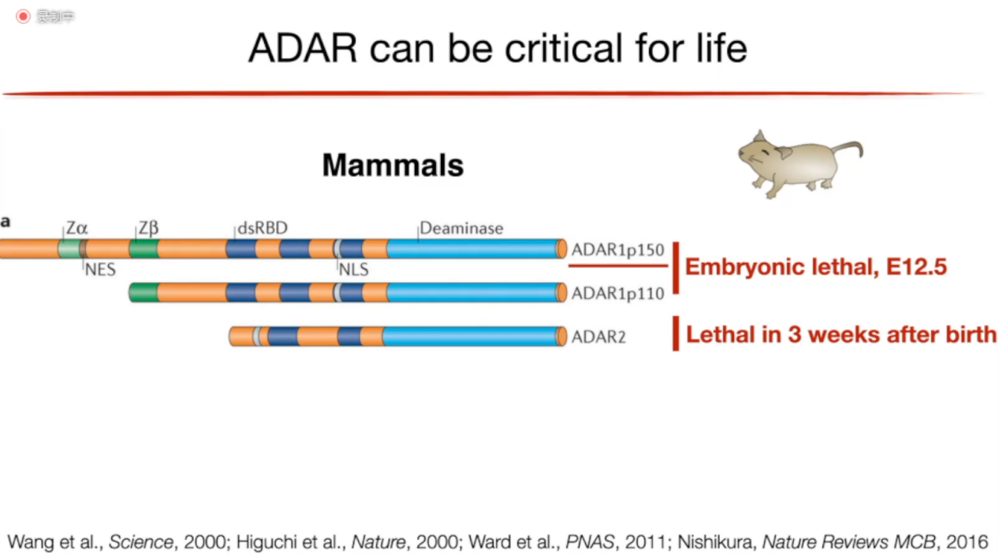 录制中
ADAR can be critical for life
Mammals
a
Zα
Zβ
dsRBD
Deaminase
ADAR1p150
NES
NLS
Embryonic lethal, E12.5
ADAR1p110
ADAR2
Lethal in 3 weeks after birth
Wang et al., Science, 2000; Higuchi et al., Nature, 2000; Ward et al., PNAS, 2011; Nishikura, Nature Reviews MCB, 2016